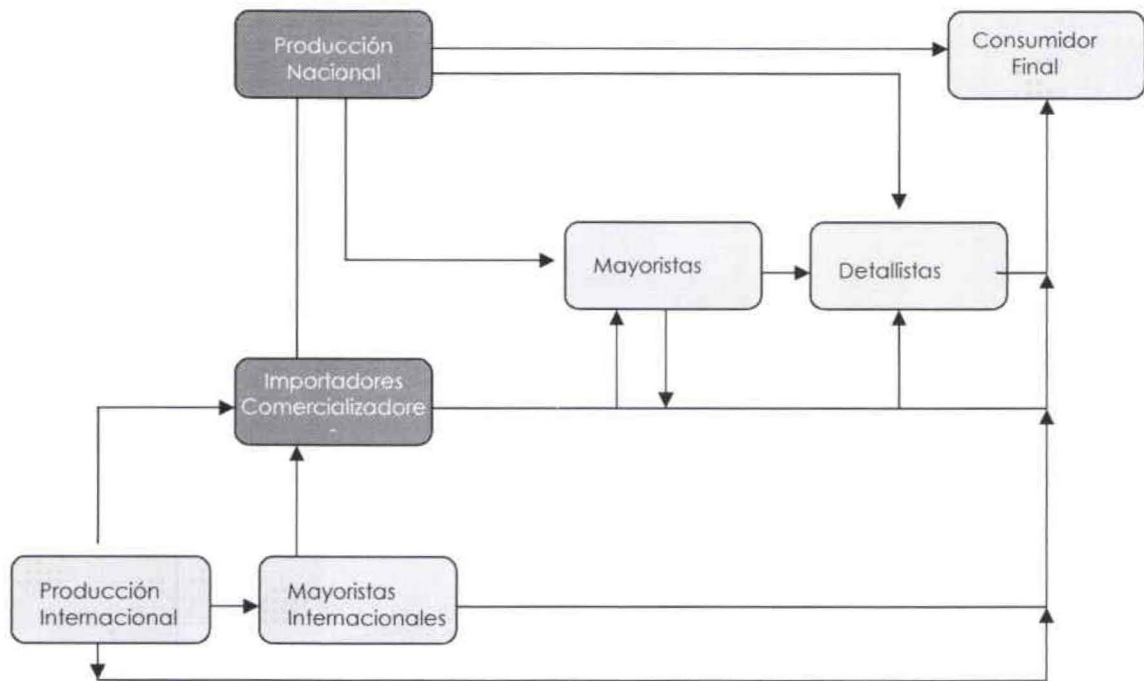 Producción
Nacional
Consumidor
Final
Mayoristas
Detallistas
Importadores
Comercializadore
Producción
Internacional
Mayoristas
Internacionales